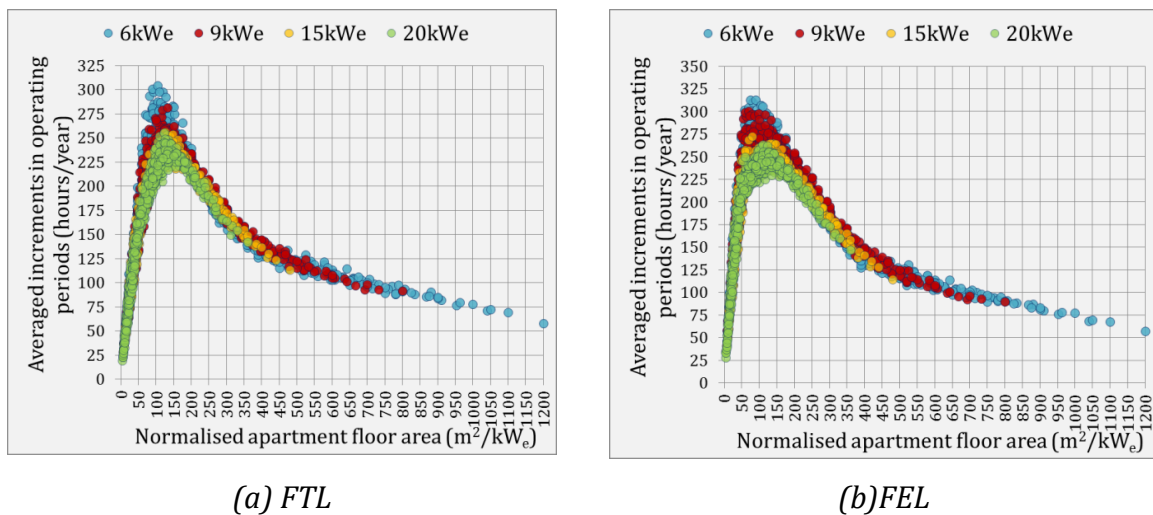 6kWe 9kWe 15kWe 20kWe
Averaged increments in operating
periods (hours/year)
325
300
275
250
225
200
175
150
125
100
75
50
25
0
0 50 100 150 200 250 300 350 400 450 500 550 600 650 700 750 800 850 900 950 1000 1050 1100 1150 1200
Normalised apartment floor area (m²/kWₑ)
(a) FTL
6kWe 9kWe 15kWe 20kWe
Averaged increments in operating
periods (hours/year)
350
325
300
275
250
225
200
175
150
125
100
75
50
25
0
0 50 100 150 200 250 300 350 400 450 500 550 600 650 700 750 800 850 900 950 1000 1050 1100 1150 1200
Normalised apartment floor area (m²/kWₑ)
(b)FEL